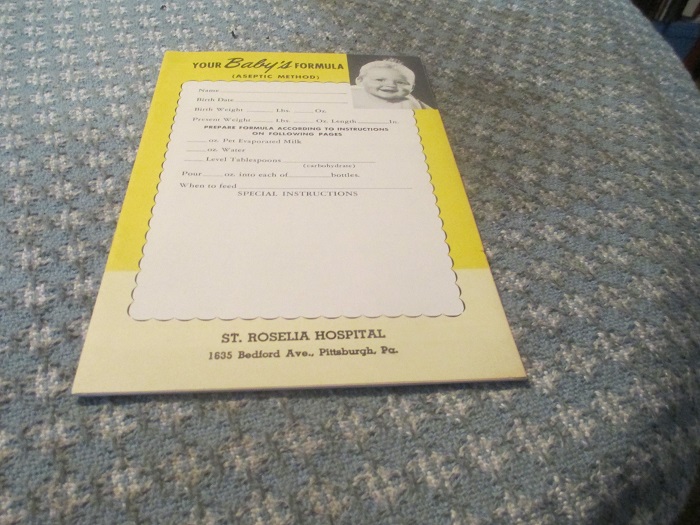 YOUR Baby's FORMULA
(ASEPTIC METHOD)
Name
Birth Date
Birth Weight Lbs. Oz.
Present Weight Lbs. Oz. Length In.
PREPARE FORMULA ACCORDING TO INSTRUCTIONS
ON FOLLOWING PAGES
oz. Pet Evaporated Milk
oz. Water
Level Tablespoons
(carbohydrate)
Pour oz. into each of bottles.
When to feed
SPECIAL INSTRUCTIONS
ST. ROSELIA HOSPITAL
1635 Bedford Ave., Pittsburgh, Pa.